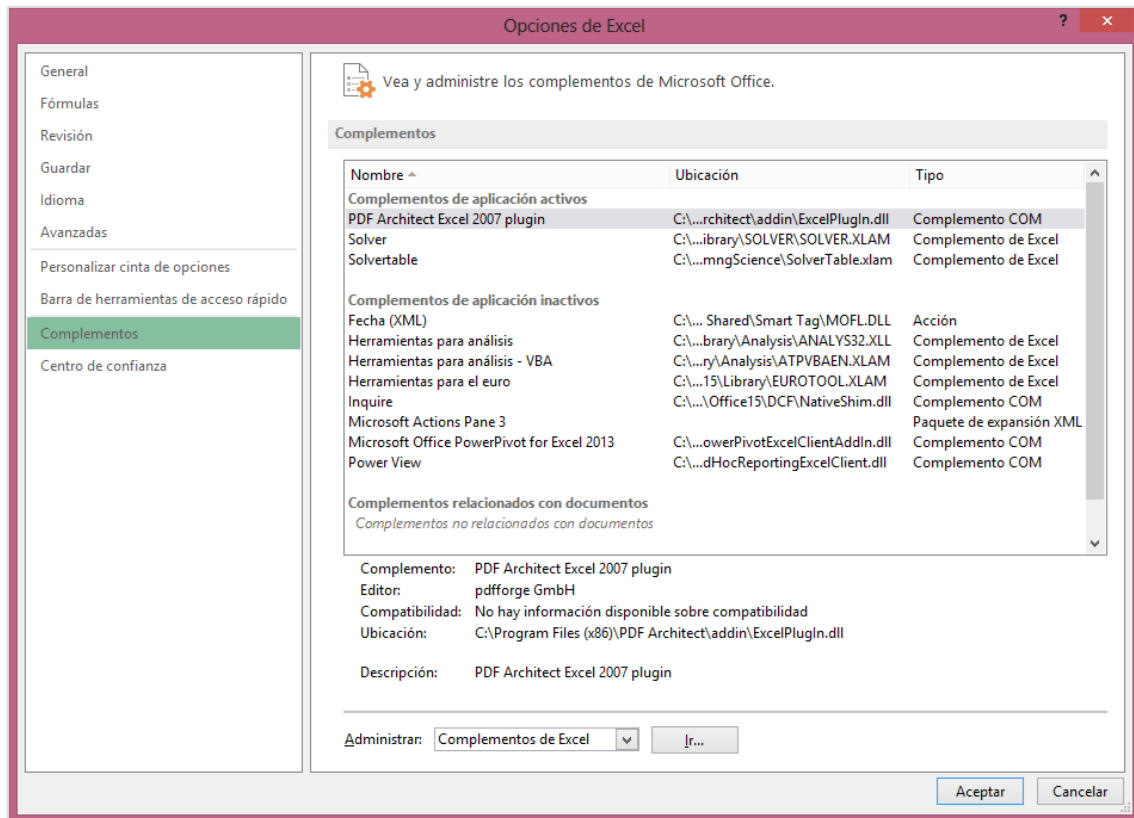 Opciones de Excel
?
General
Fórmulas
Revisión
Guardar
Idioma
Avanzadas
Personalizar cinta de opciones
Barra de herramientas de acceso rápido
Complementos
Centro de confianza
Vea y administre los complementos de Microsoft Office.
Complementos
Nombre Ubicación Tipo
Complementos de aplicación activos
PDF Architect Excel 2007 plugin C:\...rchitect\addin\ExcelPlugIn.dll Complemento COM
Solver C:\...ibrary\SOLVER\SOLVER.XLAM Complemento de Excel
Solvertable C:\...mngScience\SolverTable.xlam Complemento de Excel
Complementos de aplicación inactivos
Fecha (XML) C:\... Shared\Smart Tag\MOFL.DLL Acción
Herramientas para análisis C:\...brary\Analysis\ANALYS32.XLL Complemento de Excel
Herramientas para análisis - VBA C:\...ry\Analysis\ATPVBAEN.XLAM Complemento de Excel
Herramientas para el euro C:\...15\Library\EUROTOOL.XLAM Complemento de Excel
Inquire C:\...\Office15\DCF\NativeShim.dll Complemento COM
Microsoft Actions Pane 3 Paquete de expansión XML
Microsoft Office PowerPivot for Excel 2013 C:\...owerPivotExcelClientAddIn.dll Complemento COM
Power View C:\...dHocReportingExcelClient.dll Complemento COM
Complementos relacionados con documentos
Complementos no relacionados con documentos
Complemento: PDF Architect Excel 2007 plugin
Editor: pdfforge GmbH
Compatibilidad: No hay información disponible sobre compatibilidad
Ubicación: C:\Program Files (x86)\PDF Architect\addin\ExcelPlugIn.dll
Descripción: PDF Architect Excel 2007 plugin
Administrar: Complementos de Excel Ir...
Aceptar Cancelar